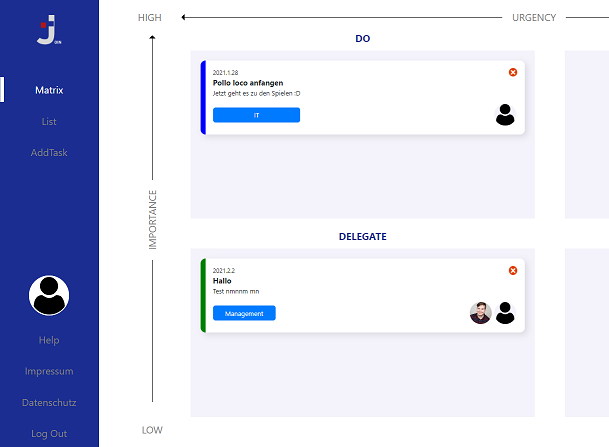 J
OIN
Matrix
List
AddTask
Help
Impressum
Datenschutz
Log Out
HIGH
URGENCY
IMPORTANCE
LOW
DO
2021.1.28
Pollo loco anfangen
Jetzt geht es zu den Spielen :D
IT
DELEGATE
2021.2.2
Hallo
Test nmnnm mn
Management